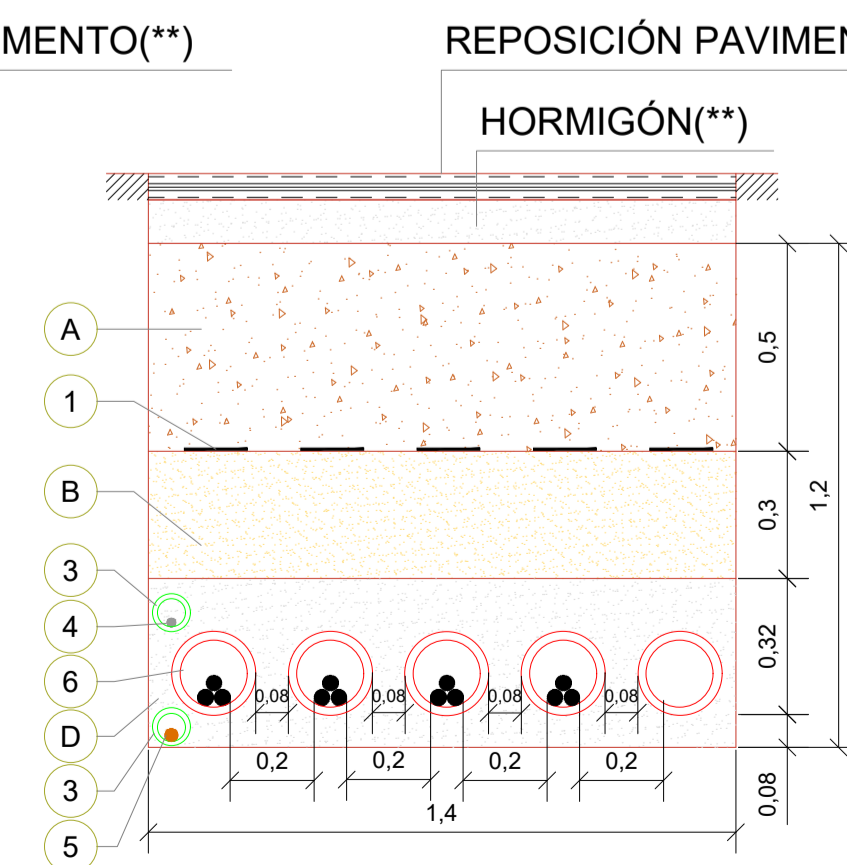 MENTO(**)
REPOSICIÓN PAVIMEN
HORMIGÓN(**)
A
1
B
3
4
6
D
3
5
0,5
0,3
1,2
0,32
0,08
0,08 0,08 0,08 0,08
0,2 0,2 0,2 0,2
1,4